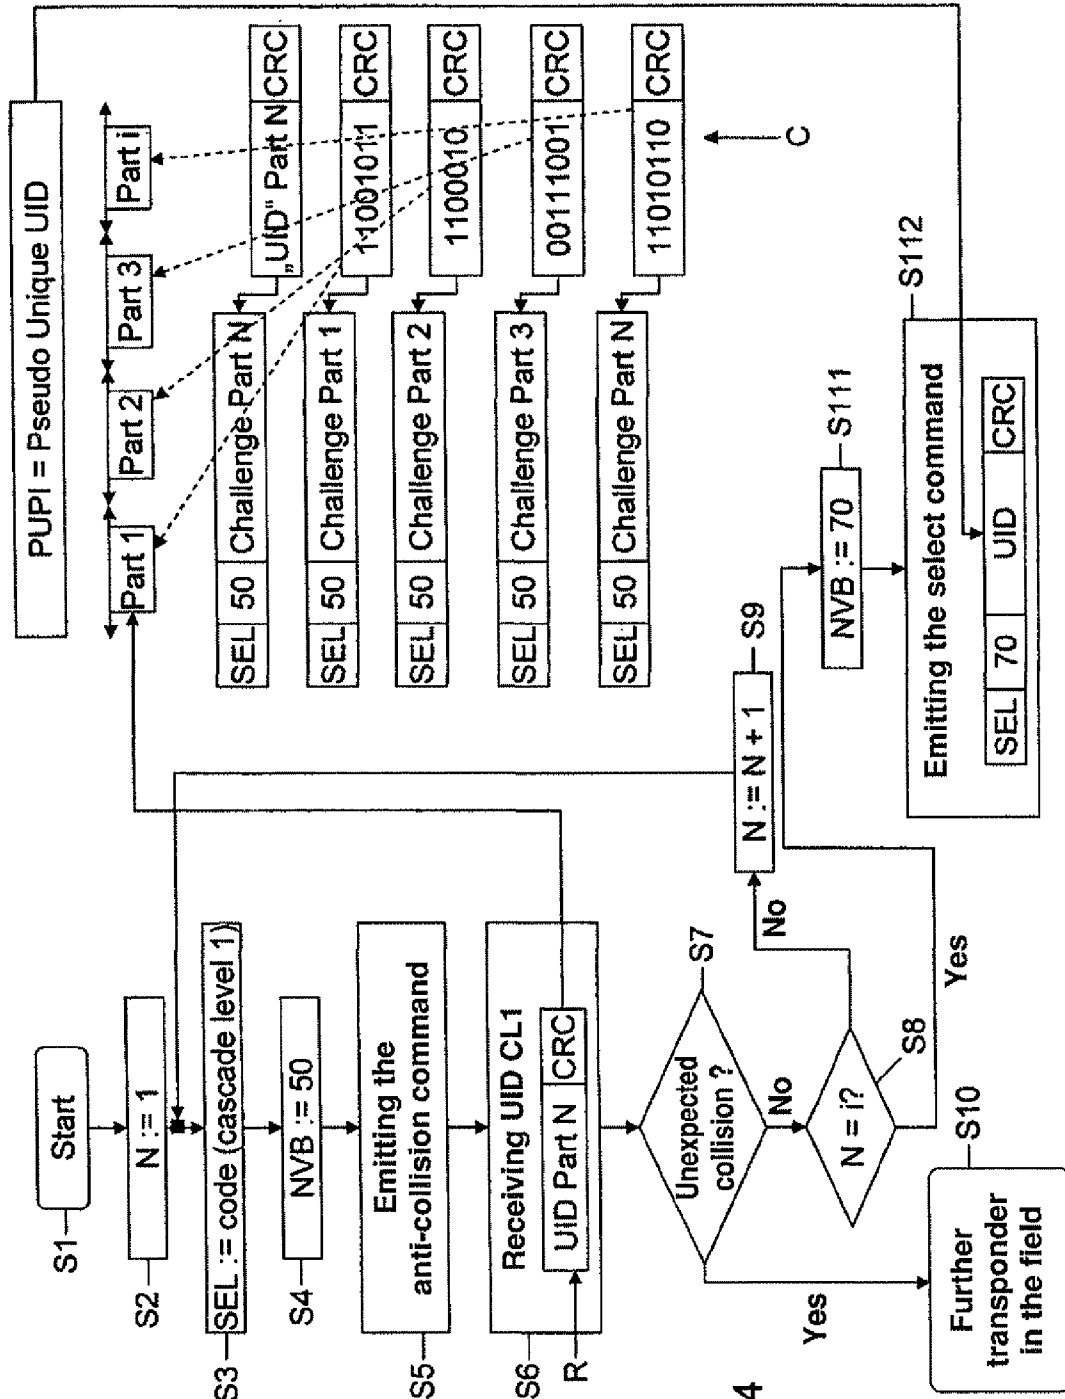 PUPI = Pseudo Unique UID
Part 1
Part 2
Part 3
Part i
SEL 50 Challenge Part N
„UID“ Part N CRC
SEL 50 Challenge Part 1
11001011 CRC
SEL 50 Challenge Part 2
1100010 CRC
SEL 50 Challenge Part 3
00111001 CRC
SEL 50 Challenge Part N
11010110 CRC
C
S1
Start
S2
N := 1
S3
SEL := code (cascade level 1)
S4
NVB := 50
S5
Emitting the
anti-collision command
S6
Receiving UID CL1
R
UID Part N CRC
S7
Unexpected
collision ?
Yes
No
S8
N = i?
No
Yes
S9
N := N + 1
S10
Further
transponder
in the field
S111
NVB := 70
S112
Emitting the select command
SEL 70 UID CRC
4